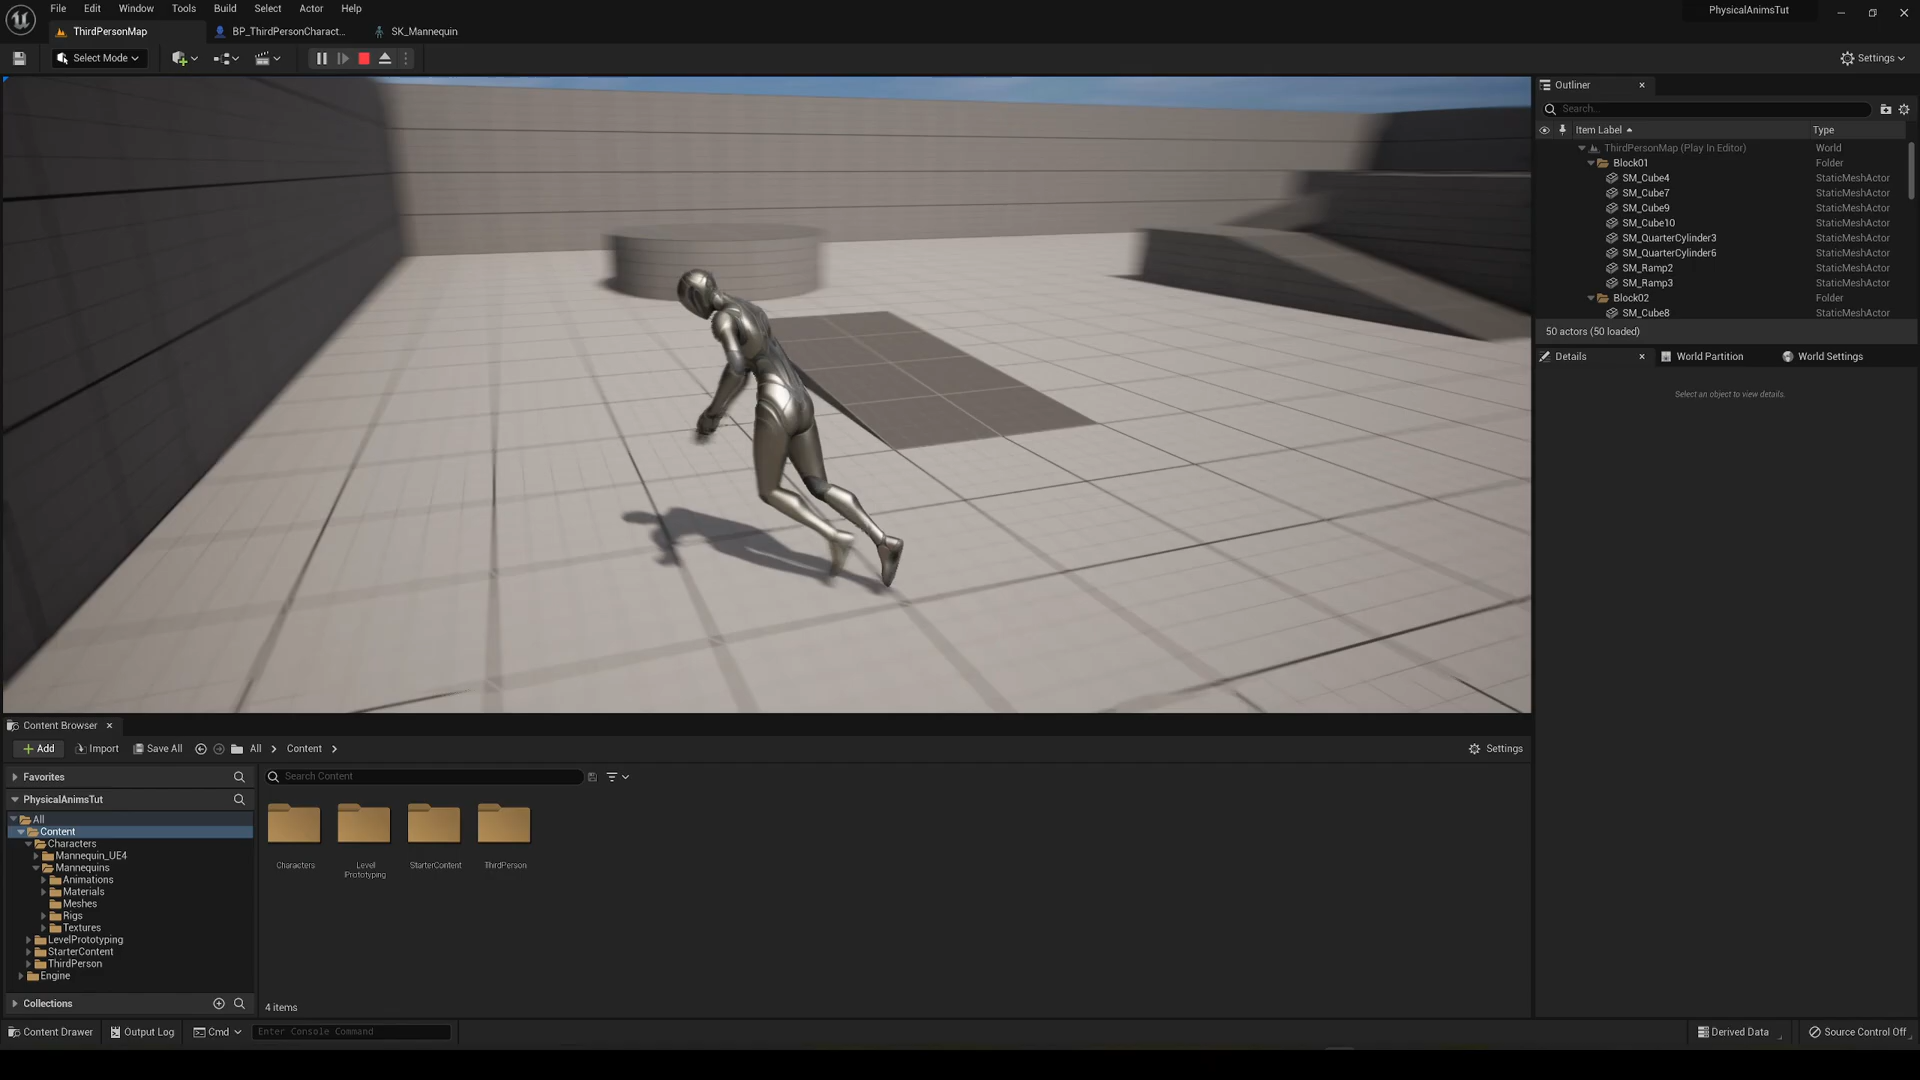 File Edit Window Tools Build Select Actor Help
PhysicalAnimsTut
ThirdPersonMap
BP_ThirdPersonCharact...
SK_Mannequin
Select Mode
Settings
Outliner
Search...
Item Label
Type
ThirdPersonMap (Play In Editor) World
Block01 Folder
SM_Cube4 StaticMeshActor
SM_Cube7 StaticMeshActor
SM_Cube9 StaticMeshActor
SM_Cube10 StaticMeshActor
SM_QuarterCylinder3 StaticMeshActor
SM_QuarterCylinder6 StaticMeshActor
SM_Ramp2 StaticMeshActor
SM_Ramp3 StaticMeshActor
Block02 Folder
SM_Cube8 StaticMeshActor
50 actors (50 loaded)
Details
World Partition
World Settings
Select an object to view details.
Content Browser
Add Import Save All All Content
Settings
Favorites
Search Content
PhysicalAnimsTut
All
Content
Characters
Mannequin_UE4
Mannequins
Animations
Materials
Meshes
Rigs
Textures
LevelPrototyping
StarterContent
ThirdPerson
Engine
Characters
Level
Prototyping
StarterContent
ThirdPerson
Collections
4 items
Content Drawer Output Log Cmd Enter Console Command
Derived Data Source Control Off